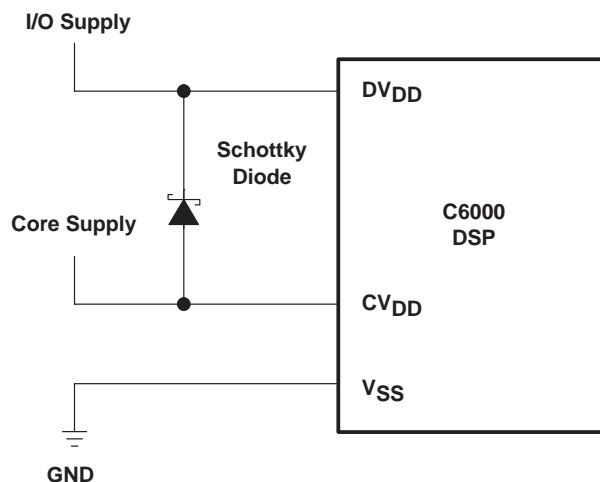 I/O Supply
DVDD
Schottky
Diode
C6000
DSP
Core Supply
CVDD
VSS
GND